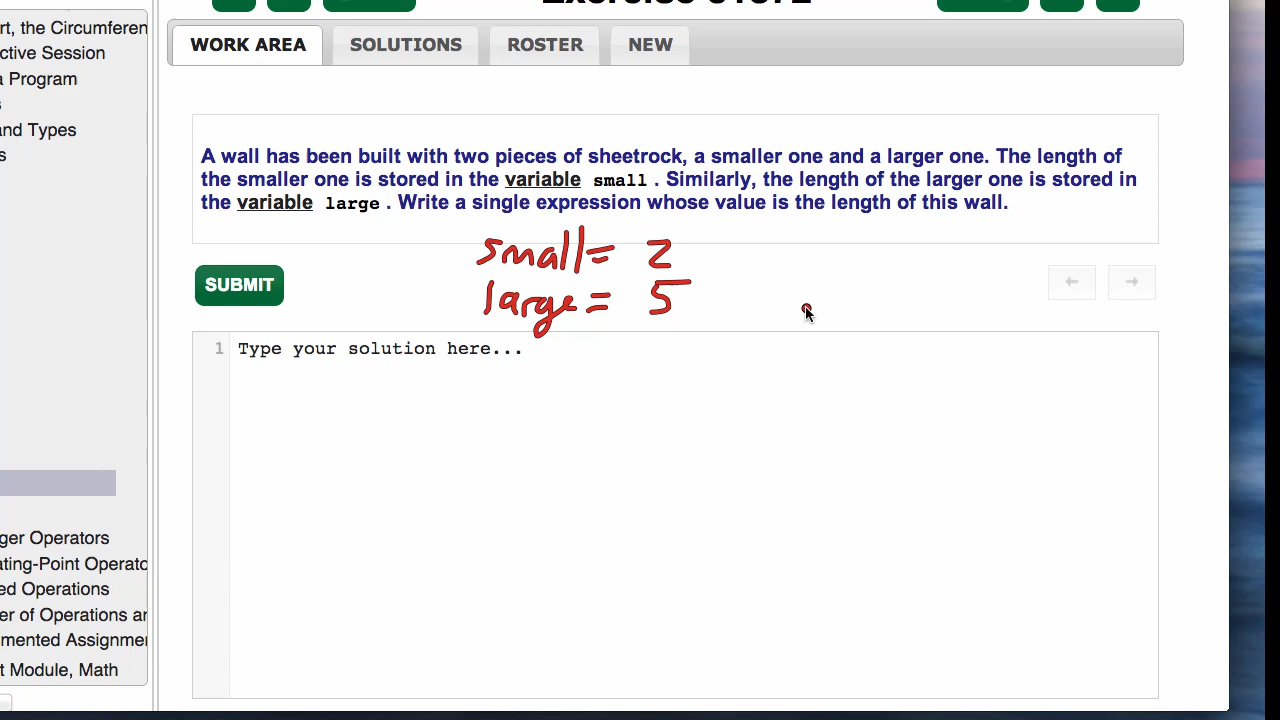 rt, the Circumferen
ctive Session
a Program
s
and Types
s
ger Operators
ating-Point Operato
ed Operations
er of Operations an
mented Assignmen
t Module, Math
WORK AREA SOLUTIONS ROSTER NEW
A wall has been built with two pieces of sheetrock, a smaller one and a larger one. The length of
the smaller one is stored in the variable small . Similarly, the length of the larger one is stored in
the variable large . Write a single expression whose value is the length of this wall.
small= 2
large= 5
SUBMIT
← →
1 Type your solution here...